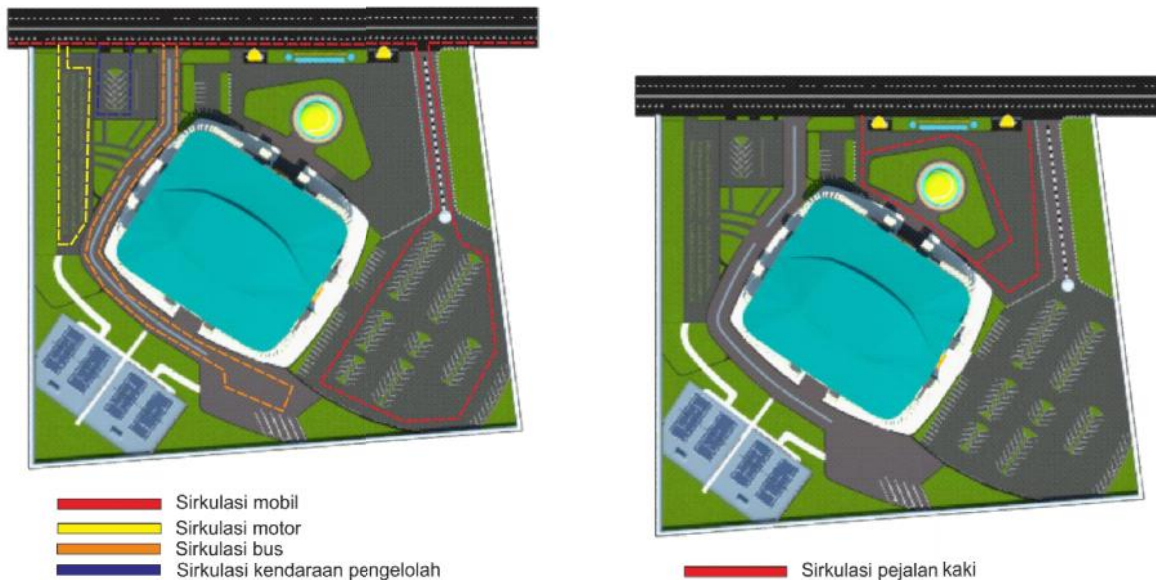 Sirkulasi mobil
Sirkulasi motor
Sirkulasi bus
Sirkulasi kendaraan pengelolah
Sirkulasi pejalan kaki